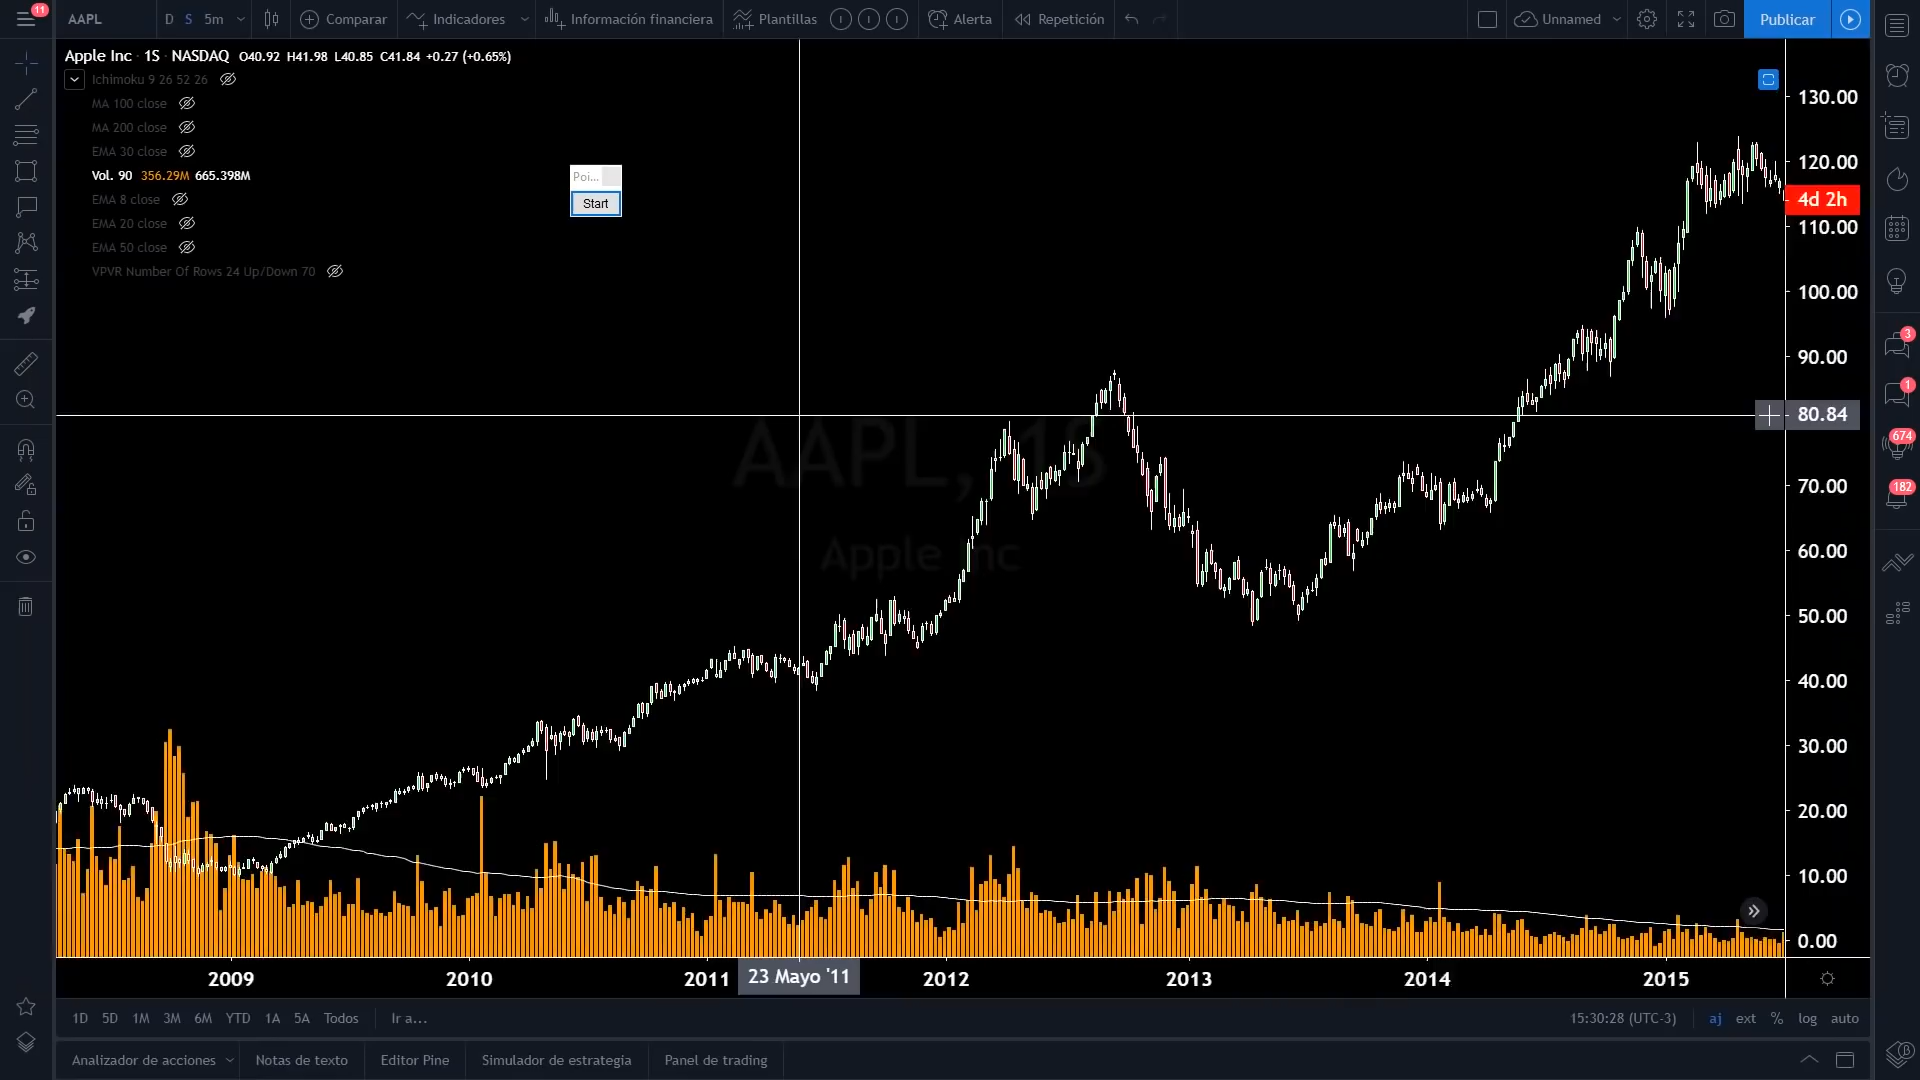 11
AAPL
D S 5m
Comparar
Indicadores
Información financiera
Plantillas
Alerta
Repetición
Unnamed
Publicar
Apple Inc · 1S · NASDAQ O40.92 H41.98 L40.85 C41.84 +0.27 (+0.65%)
Ichimoku 9 26 52 26
MA 100 close
MA 200 close
EMA 30 close
Vol. 90 356.29M 665.398M
EMA 8 close
EMA 20 close
EMA 50 close
VPVR Number Of Rows 24 Up/Down 70
Poi...
Start
AAPL, 1S
Apple Inc
130.00
120.00
4d 2h
110.00
100.00
90.00
80.84
70.00
60.00
50.00
40.00
30.00
20.00
10.00
0.00
3
1
674
182
2009
2010
2011
23 Mayo '11
2012
2013
2014
2015
1D 5D 1M 3M 6M YTD 1A 5A Todos Ir a...
15:30:28 (UTC-3) aj ext % log auto
Analizador de acciones
Notas de texto
Editor Pine
Simulador de estrategia
Panel de trading